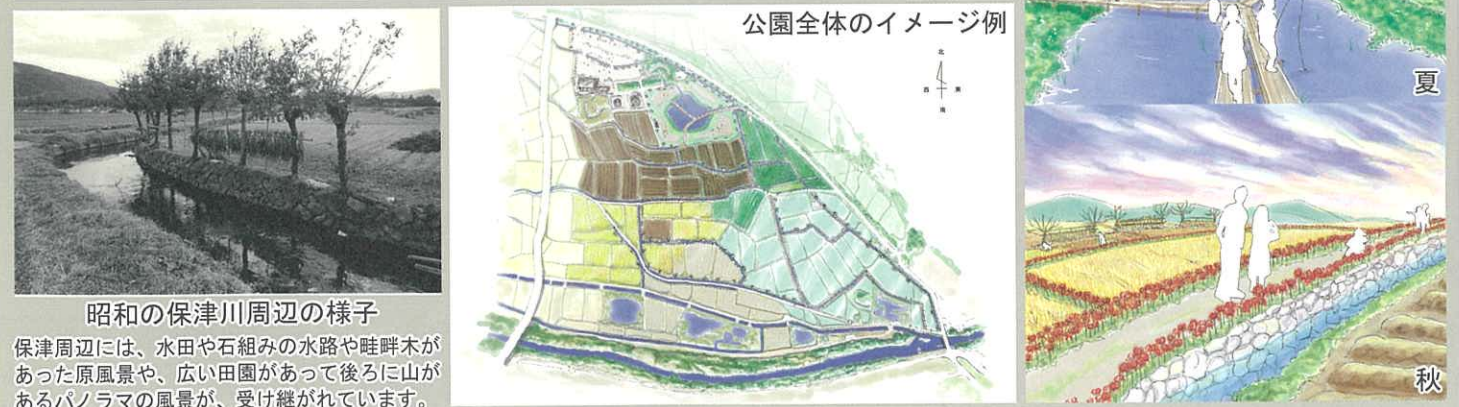 公園全体のイメージ例
北
西 東
南
夏
昭和の保津川周辺の様子
保津周辺には、水田や石組みの水路や畦畔木が
あった原風景や、広い田園があって後ろに山が
あるパノラマの風景が、受け継がれています。
秋